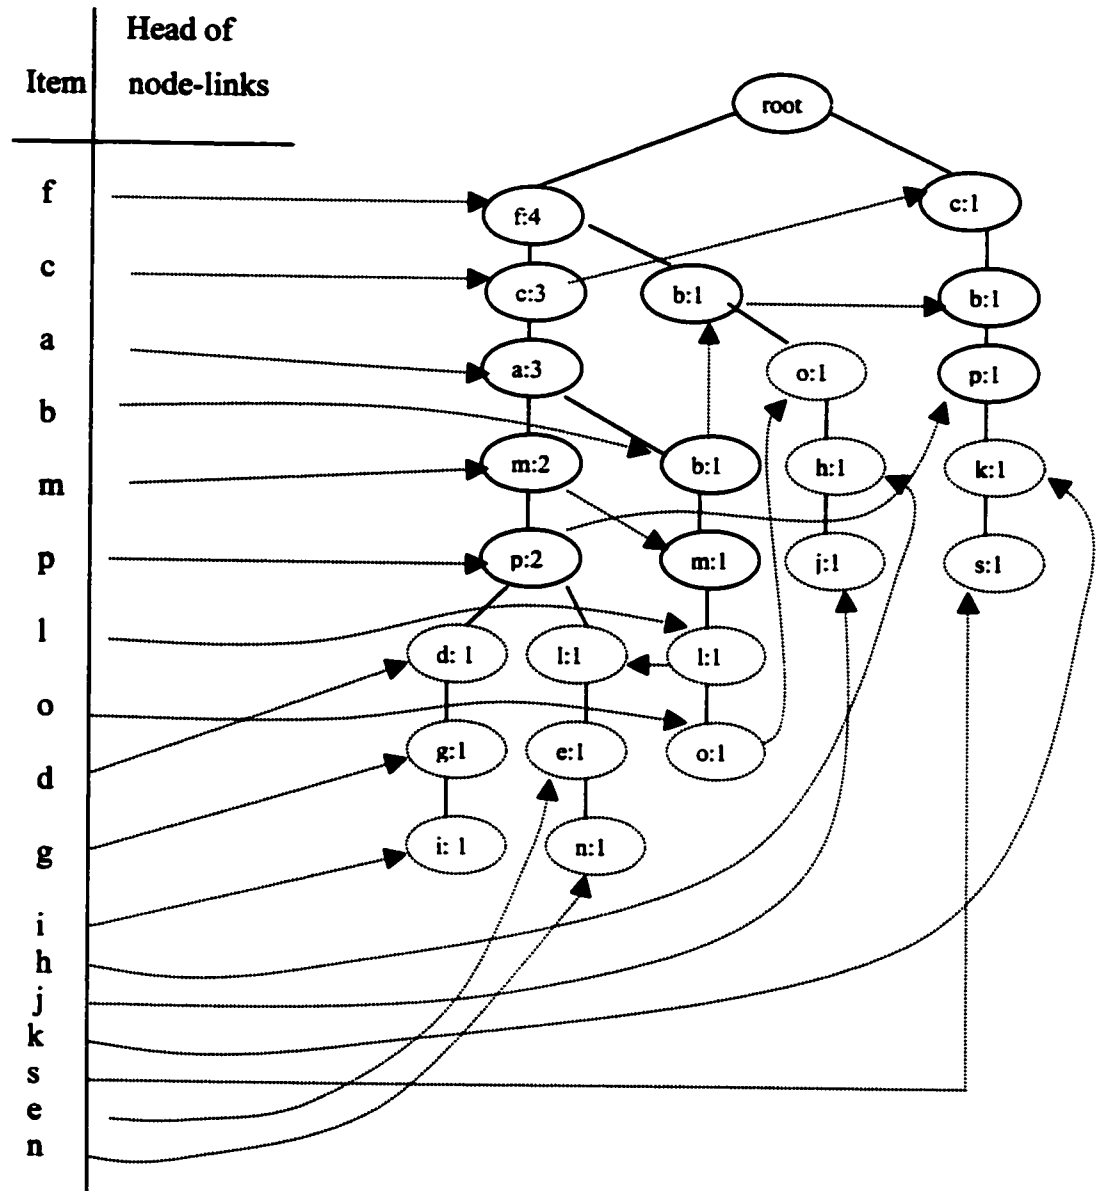 Head of
Item node-links
root
f
f:4
c:1
c
c:3
b:1
b:1
a
a:3
o:1
p:1
b
m:2
b:1
h:1
k:1
m
p
p:2
m:1
j:1
s:1
l
d: 1
l:1
l:1
o
g:1
e:1
o:1
d
g
i: 1
n:1
i
h
j
k
s
e
n